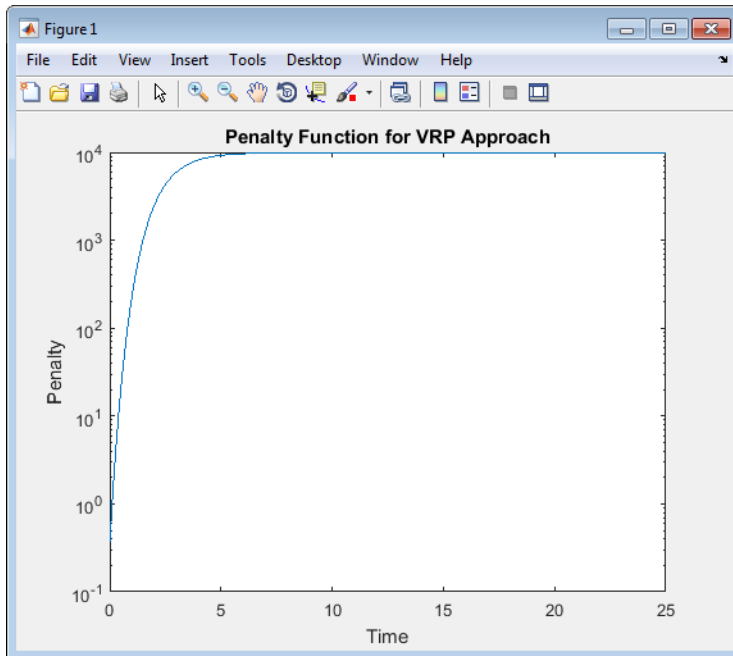 Figure 1
File Edit View Insert Tools Desktop Window Help
Penalty Function for VRP Approach
10^4
10^3
10^2
10^1
10^0
10^-1
Penalty
0 5 10 15 20 25
Time